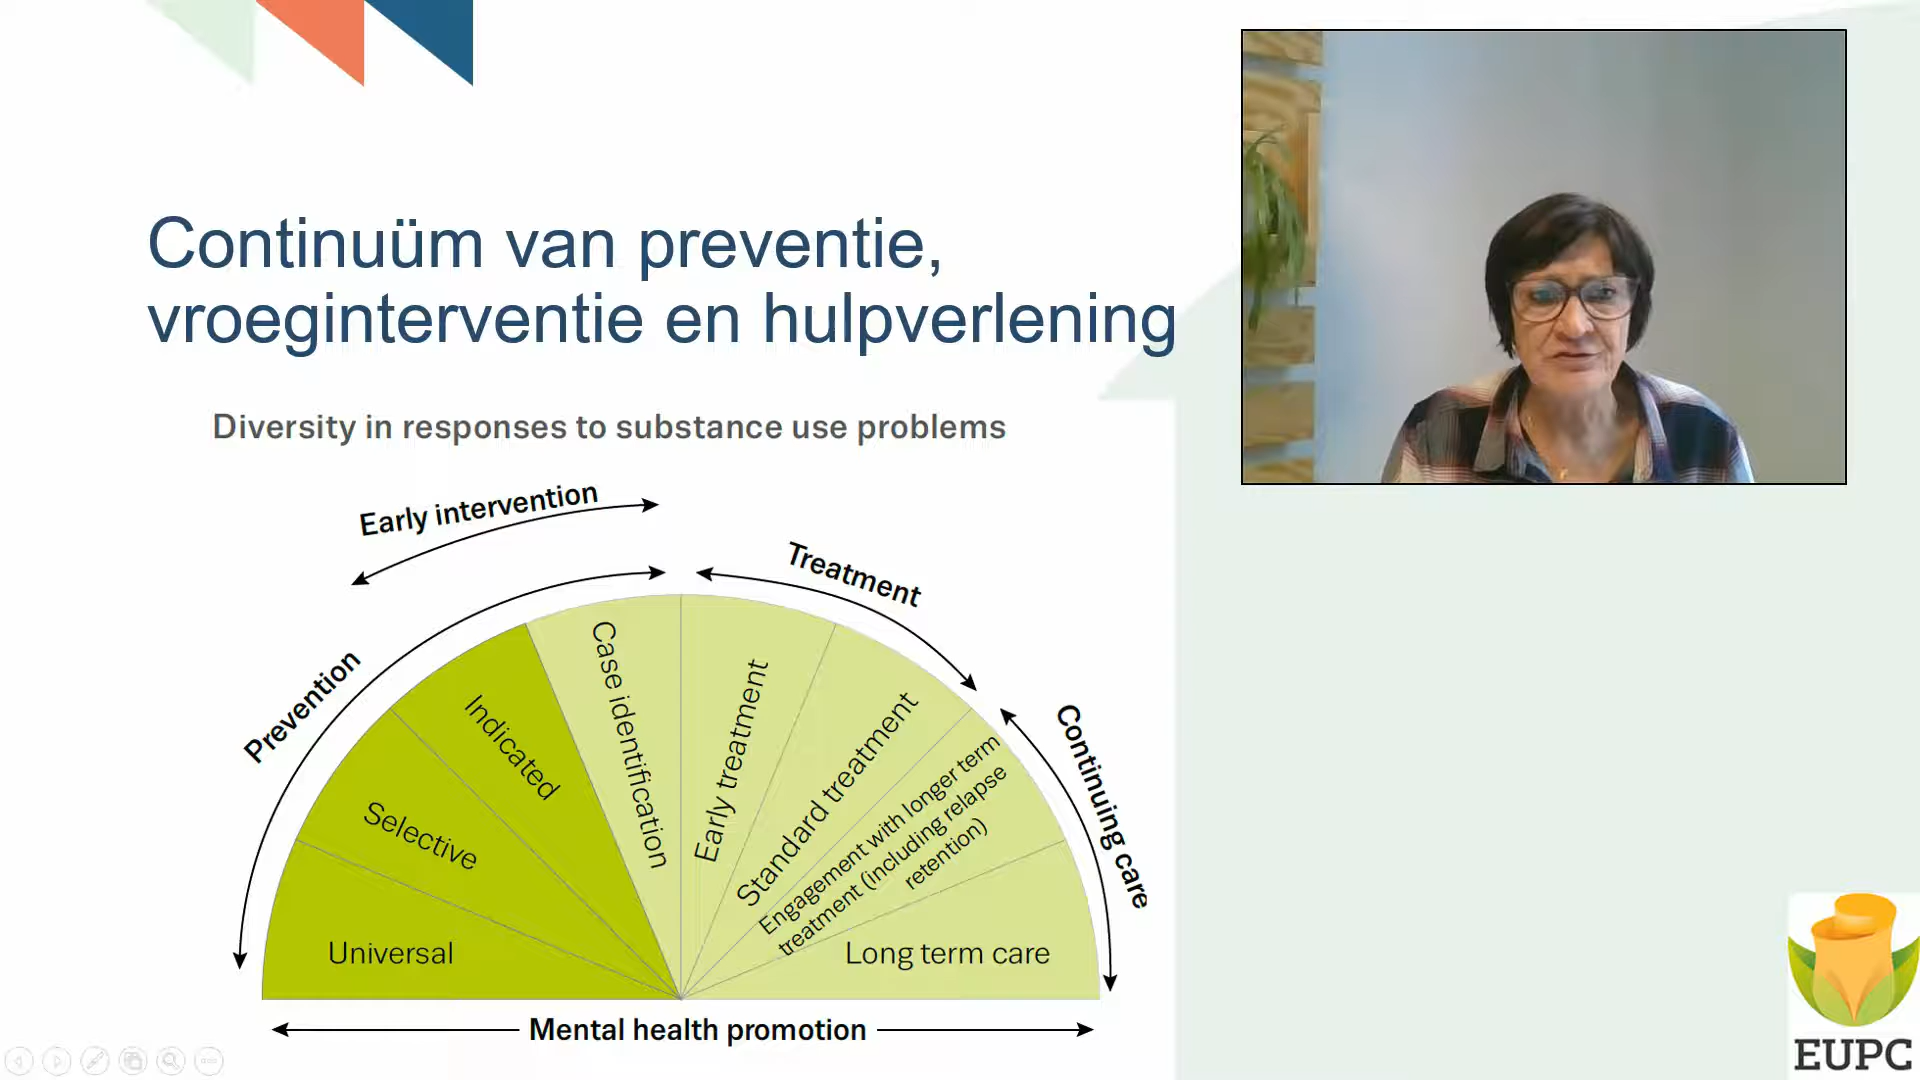 Continuüm van preventie,
vroeginterventie en hulpverlening
Diversity in responses to substance use problems
Early intervention
Treatment
Prevention
Continuing care
Universal
Selective
Indicated
Case identification
Early treatment
Standard treatment
Engagement with longer term
treatment (including relapse
retention)
Long term care
Mental health promotion
EUPC